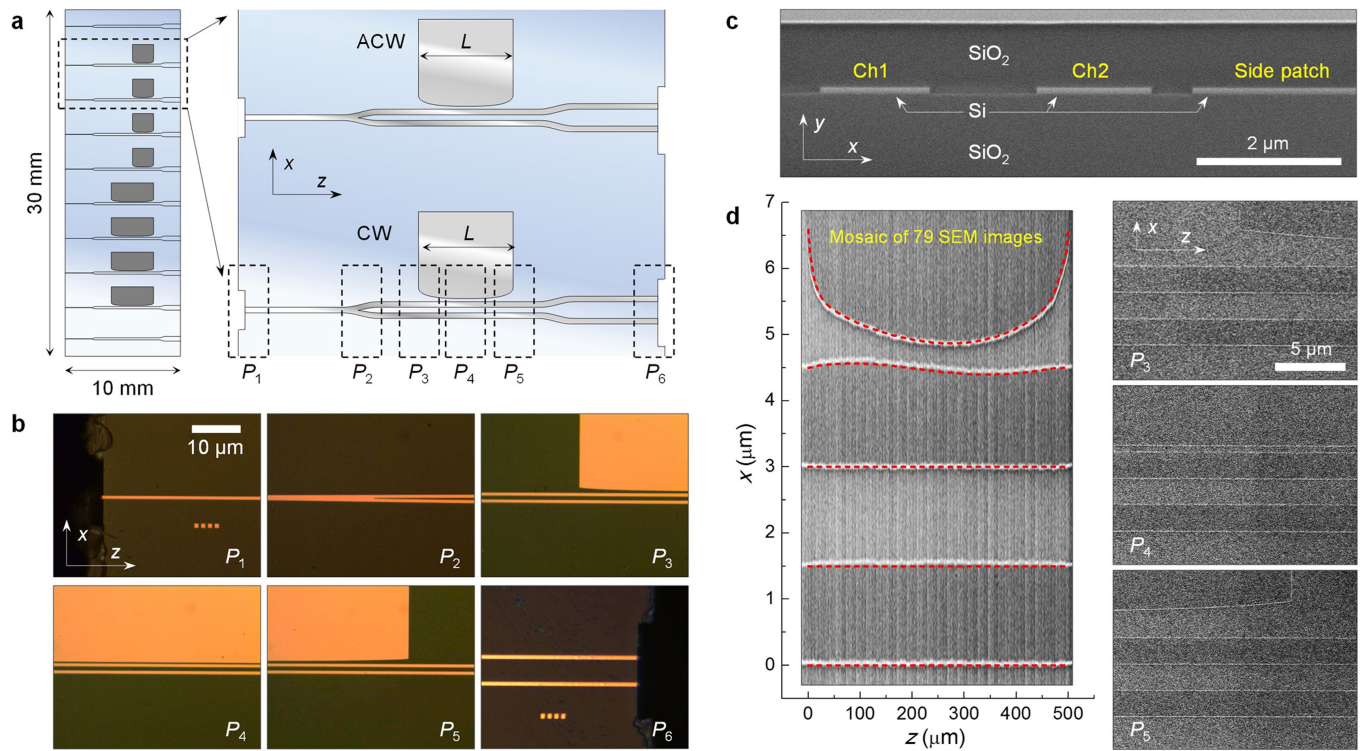 a
30 mm
10 mm
ACW
L
x
z
CW
L
P1
P2
P3
P4
P5
P6
b
10 μm
x
z
P1
P2
P3
P4
P5
P6
c
SiO2
Ch1
Ch2
Side patch
Si
y
x
SiO2
2 μm
d
Mosaic of 79 SEM images
7
6
5
4
3
2
1
0
x (μm)
0
100
200
300
400
500
z (μm)
x
z
P3
5 μm
P4
P5